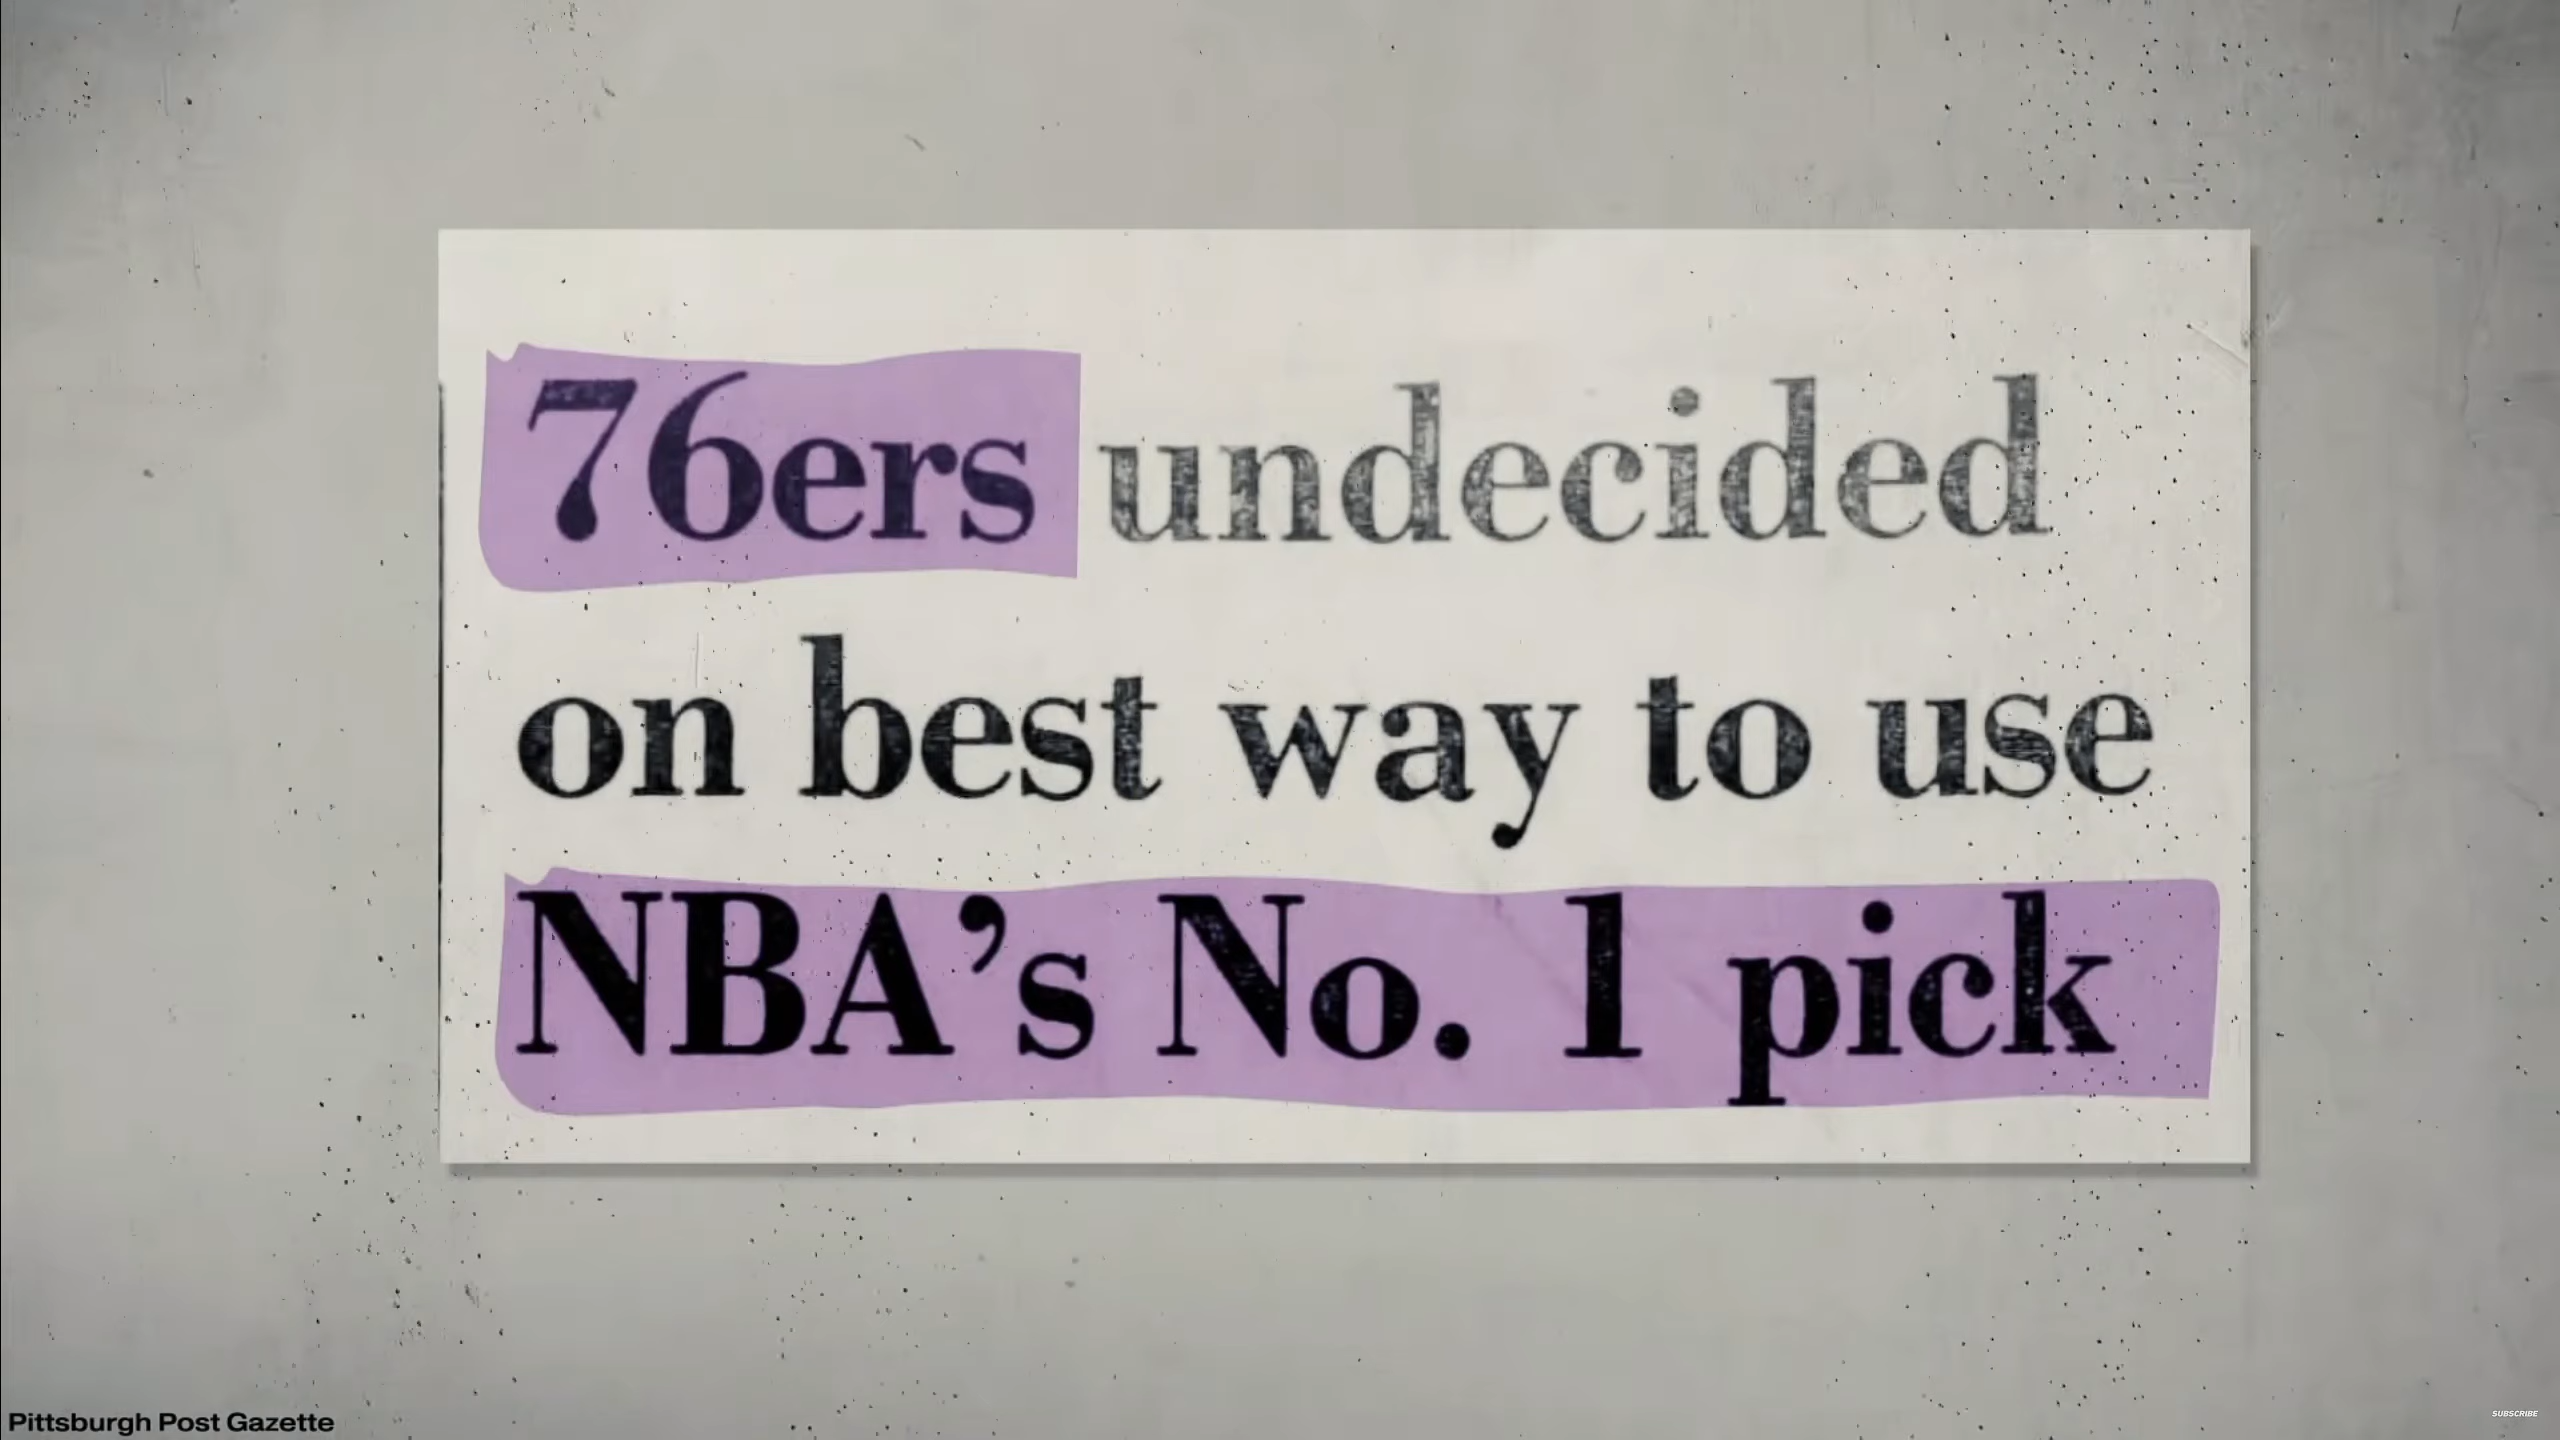 76ers undecided
on best way to use
NBA’s No. 1 pick
Pittsburgh Post Gazette
SUBSCRIBE